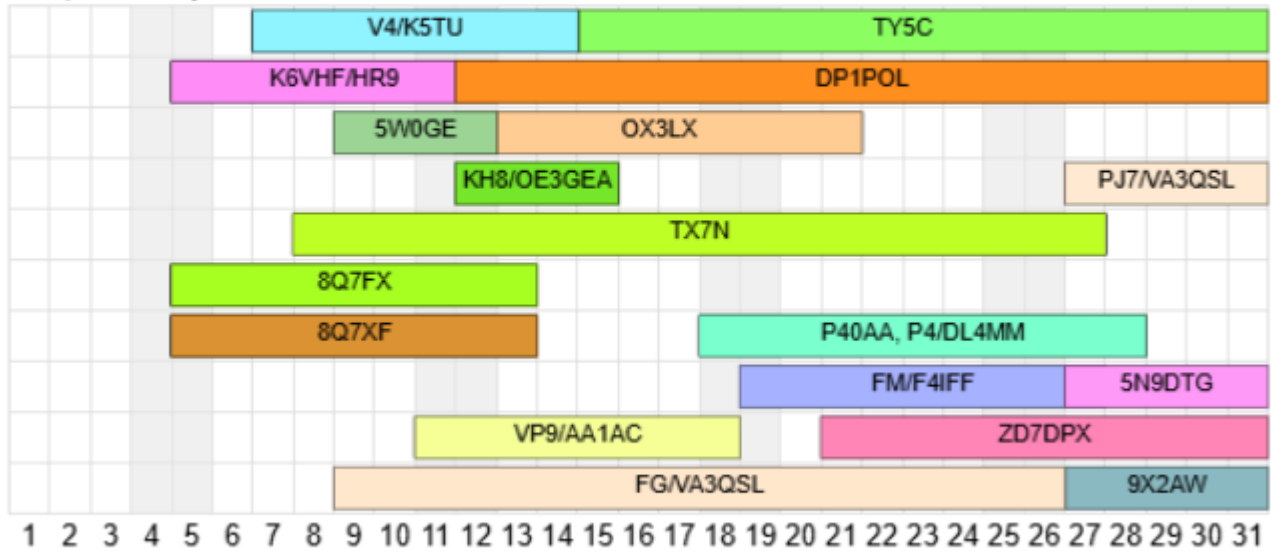 V4/K5TU TY5C
K6VHF/HR9 DP1POL
5W0GE OX3LX
KH8/OE3GEA PJ7/VA3QSL
TX7N
8Q7FX
8Q7XF P40AA, P4/DL4MM
FM/F4IFF 5N9DTG
VP9/AA1AC ZD7DPX
FG/VA3QSL 9X2AW
1 2 3 4 5 6 7 8 9 10 11 12 13 14 15 16 17 18 19 20 21 22 23 24 25 26 27 28 29 30 31